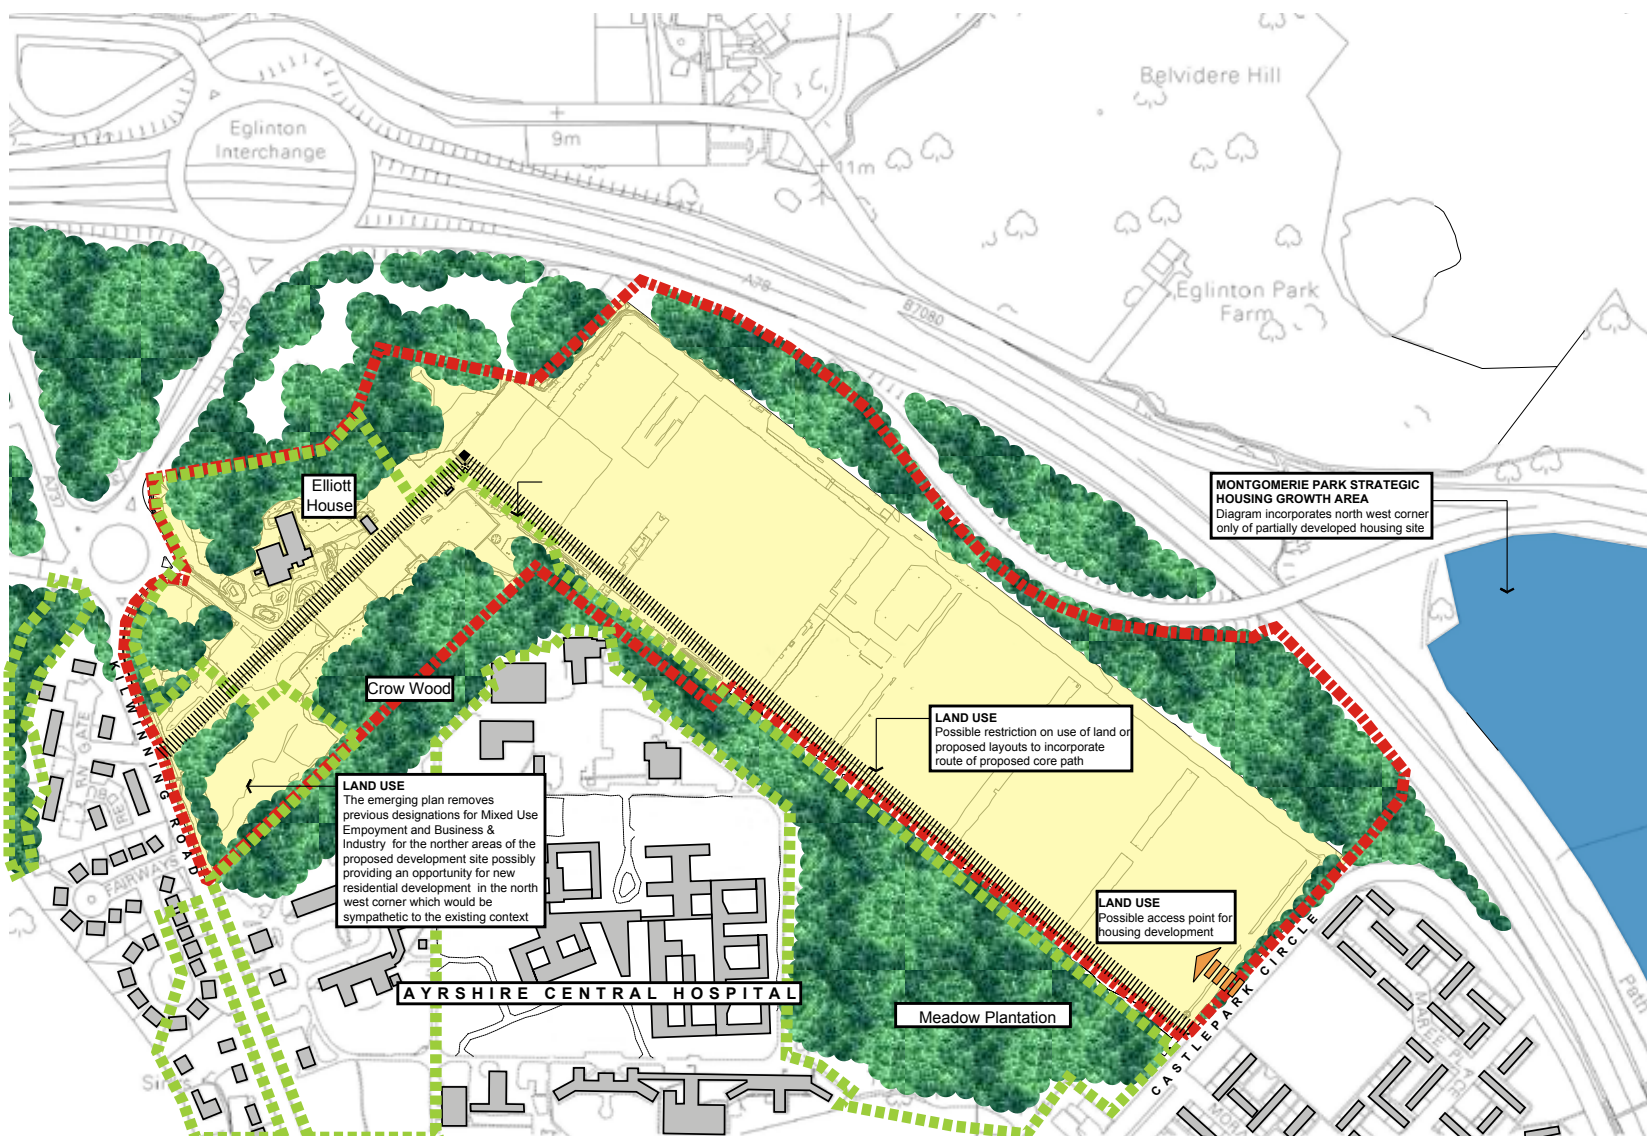 Belvidere Hill
Eglinton
Interchange
9m
11m
A78
B7080
Eglinton Park
Farm
A737
A737
Elliott
House
MONTGOMERIE PARK STRATEGIC
HOUSING GROWTH AREA
Diagram incorporates north west corner
only of partially developed housing site
Crow Wood
KILWINNING ROAD
LAND USE
Possible restriction on use of land or
proposed layouts to incorporate
route of proposed core path
LAND USE
The emerging plan removes
previous designations for Mixed Use
Empoyment and Business &
Industry for the norther areas of the
proposed development site possibly
providing an opportunity for new
residential development in the north
west corner which would be
sympathetic to the existing context
FAIRWAYS
LAND USE
Possible access point for
housing development
AYRSHIRE CENTRAL HOSPITAL
Meadow Plantation
CASTLEPARK CIRCLE